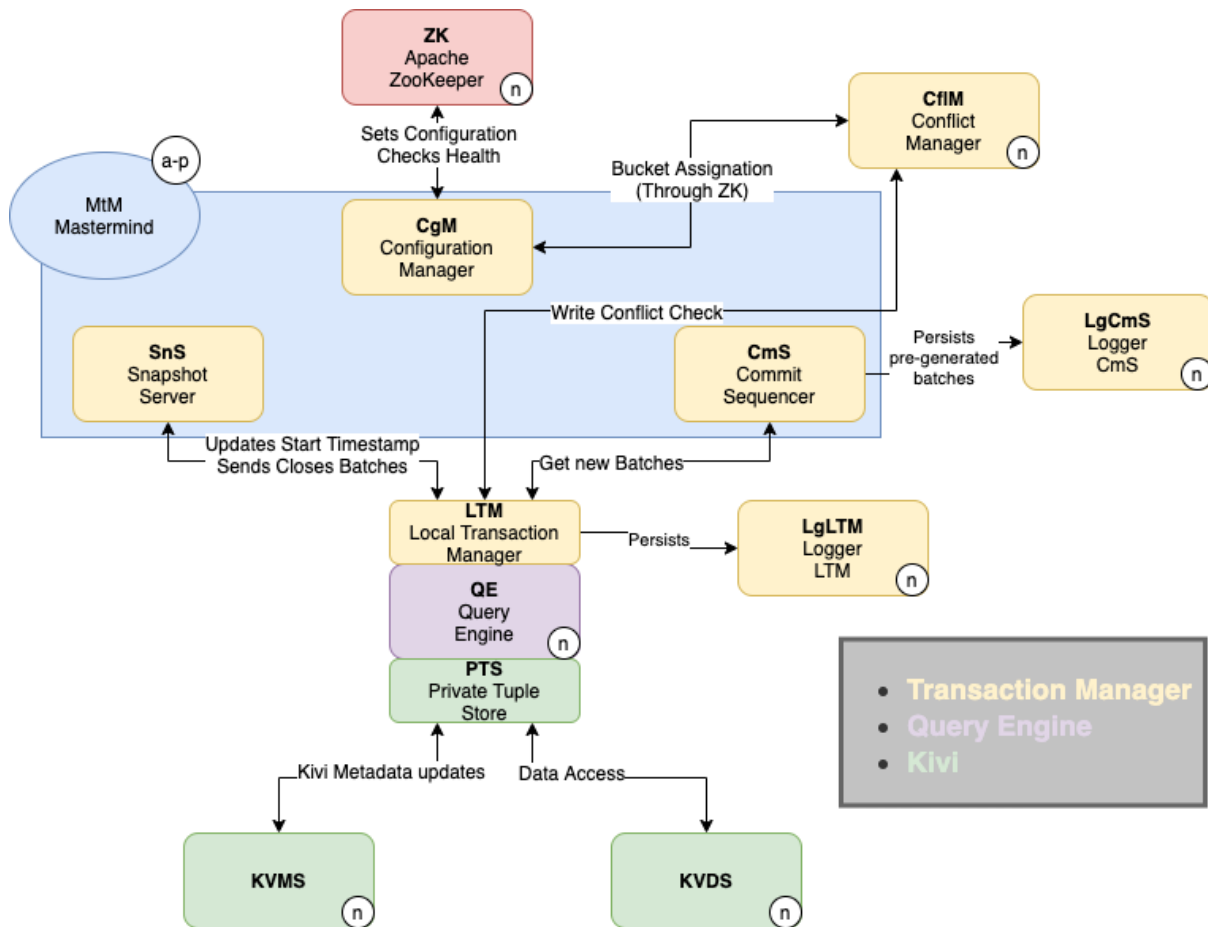 ZK
Apache
ZooKeeper
n
Sets Configuration
Checks Health
CflM
Conflict
Manager
n
Bucket Assignation
(Through ZK)
a-p
MtM
Mastermind
CgM
Configuration
Manager
Write Conflict Check
SnS
Snapshot
Server
CmS
Commit
Sequencer
Persists
pre-generated
batches
LgCmS
Logger
CmS
n
Updates Start Timestamp
Sends Closes Batches
Get new Batches
LTM
Local Transaction
Manager
Persists
LgLTM
Logger
LTM
n
QE
Query
Engine
n
PTS
Private Tuple
Store
• Transaction Manager
• Query Engine
• Kivi
Kivi Metadata updates
Data Access
KVMS
n
KVDS
n